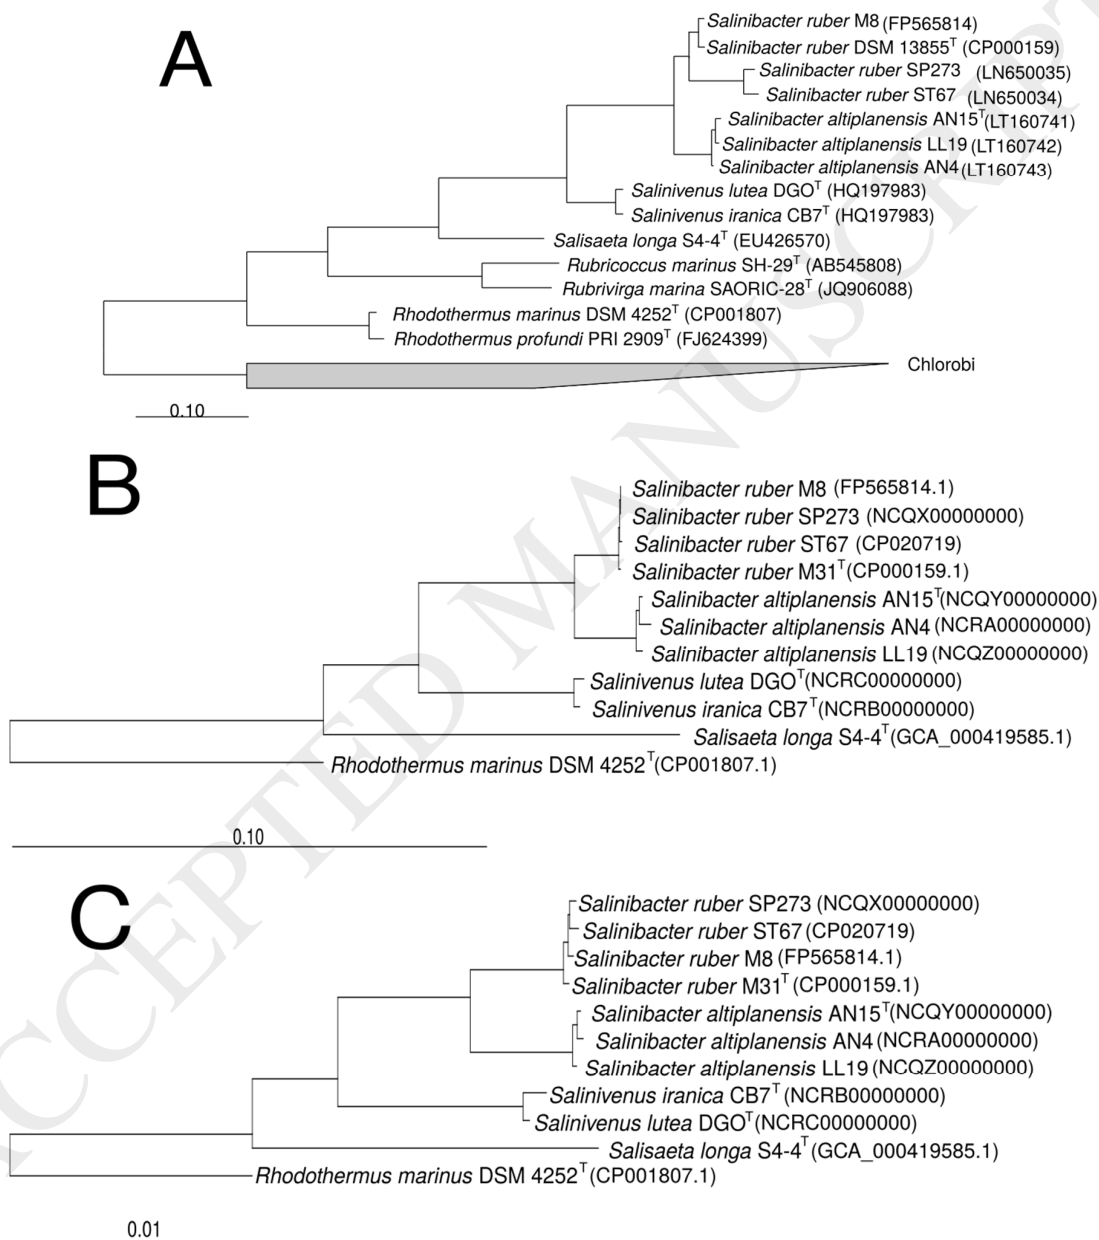 A
Salinibacter ruber M8 (FP565814)
Salinibacter ruber DSM 13855T (CP000159)
Salinibacter ruber SP273 (LN650035)
Salinibacter ruber ST67 (LN650034)
Salinibacter altiplanensis AN15T (LT160741)
Salinibacter altiplanensis LL19 (LT160742)
Salinibacter altiplanensis AN4 (LT160743)
Salinivenus lutea DGOT (HQ197983)
Salinivenus iranica CB7T (HQ197983)
Salisaeta longa S4-4T (EU426570)
Rubricoccus marinus SH-29T (AB545808)
Rubrivirga marina SAORIC-28T (JQ906088)
Rhodothermus marinus DSM 4252T (CP001807)
Rhodothermus profundi PRI 2909T (FJ624399)
Chlorobi
0.10
B
Salinibacter ruber M8 (FP565814.1)
Salinibacter ruber SP273 (NCQX00000000)
Salinibacter ruber ST67 (CP020719)
Salinibacter ruber M31T (CP000159.1)
Salinibacter altiplanensis AN15T (NCQY00000000)
Salinibacter altiplanensis AN4 (NCRA00000000)
Salinibacter altiplanensis LL19 (NCQZ00000000)
Salinivenus lutea DGOT (NCRC00000000)
Salinivenus iranica CB7T (NCRB00000000)
Salisaeta longa S4-4T (GCA_000419585.1)
Rhodothermus marinus DSM 4252T (CP001807.1)
0.10
C
Salinibacter ruber SP273 (NCQX00000000)
Salinibacter ruber ST67 (CP020719)
Salinibacter ruber M8 (FP565814.1)
Salinibacter ruber M31T (CP000159.1)
Salinibacter altiplanensis AN15T (NCQY00000000)
Salinibacter altiplanensis AN4 (NCRA00000000)
Salinibacter altiplanensis LL19 (NCQZ00000000)
Salinivenus iranica CB7T (NCRB00000000)
Salinivenus lutea DGOT (NCRC00000000)
Salisaeta longa S4-4T (GCA_000419585.1)
Rhodothermus marinus DSM 4252T (CP001807.1)
0.01
ACCEPTED MANUSCRIPT